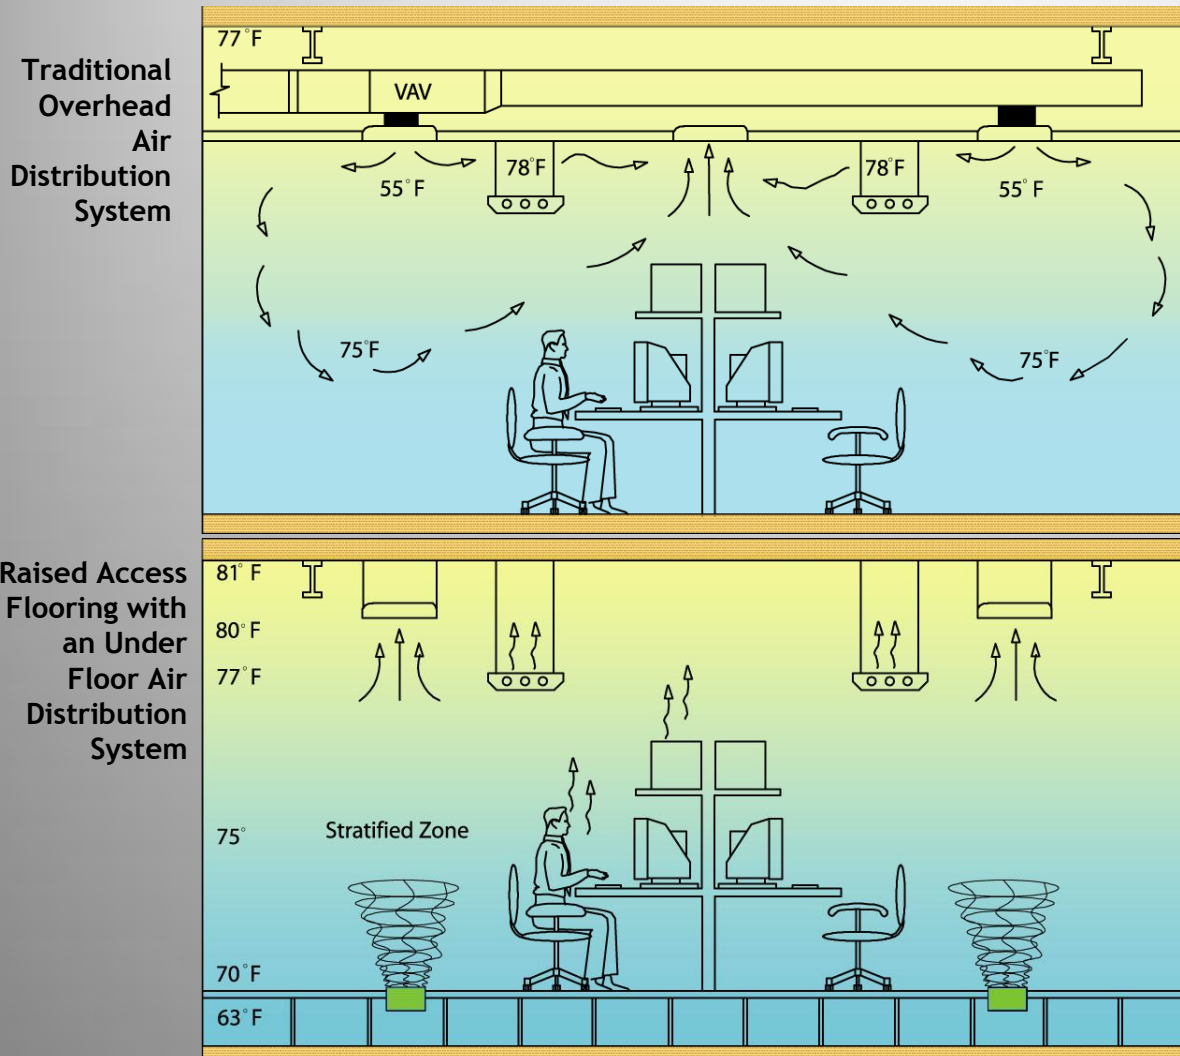 Traditional
Overhead
Air
Distribution
System
77°F
VAV
78°F
78°F
55°F
55°F
75°F
75°F
Raised Access
Flooring with
an Under
Floor Air
Distribution
System
81° F
80° F
77°F
75°
Stratified Zone
70°F
63°F